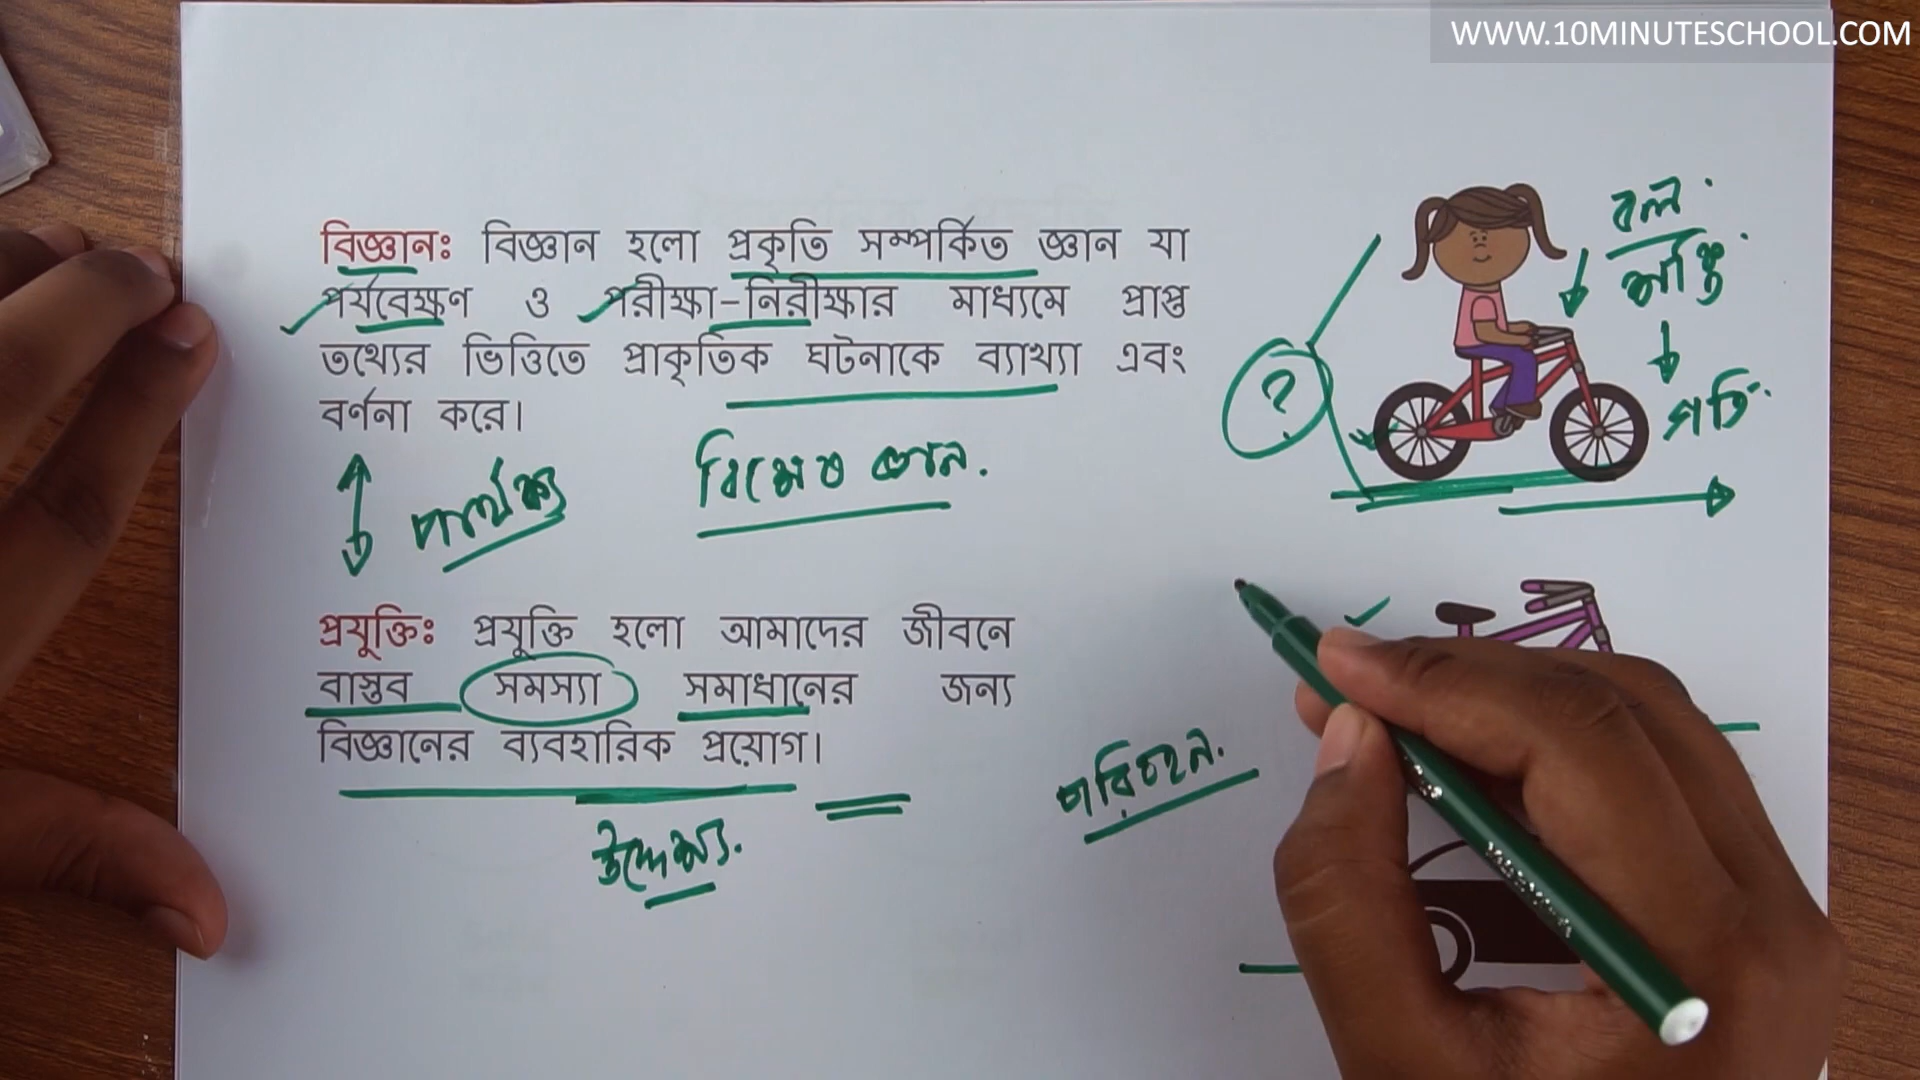 WWW.10MINUTESCHOOL.COM
বিজ্ঞানঃ বিজ্ঞান হলো প্রকৃতি সম্পর্কিত জ্ঞান যা
পর্যবেক্ষণ ও পরীক্ষা-নিরীক্ষার মাধ্যমে প্রাপ্ত
তথ্যের ভিত্তিতে প্রাকৃতিক ঘটনাকে ব্যাখ্যা এবং
বর্ণনা করে।
পার্থক্য
বিশেষ জ্ঞান.
বল
শক্তি
গতি
?
প্রযুক্তিঃ প্রযুক্তি হলো আমাদের জীবনে
বাস্তব সমস্যা সমাধানের জন্য
বিজ্ঞানের ব্যবহারিক প্রয়োগ।
উদ্দেশ্য.
পরিবহন.